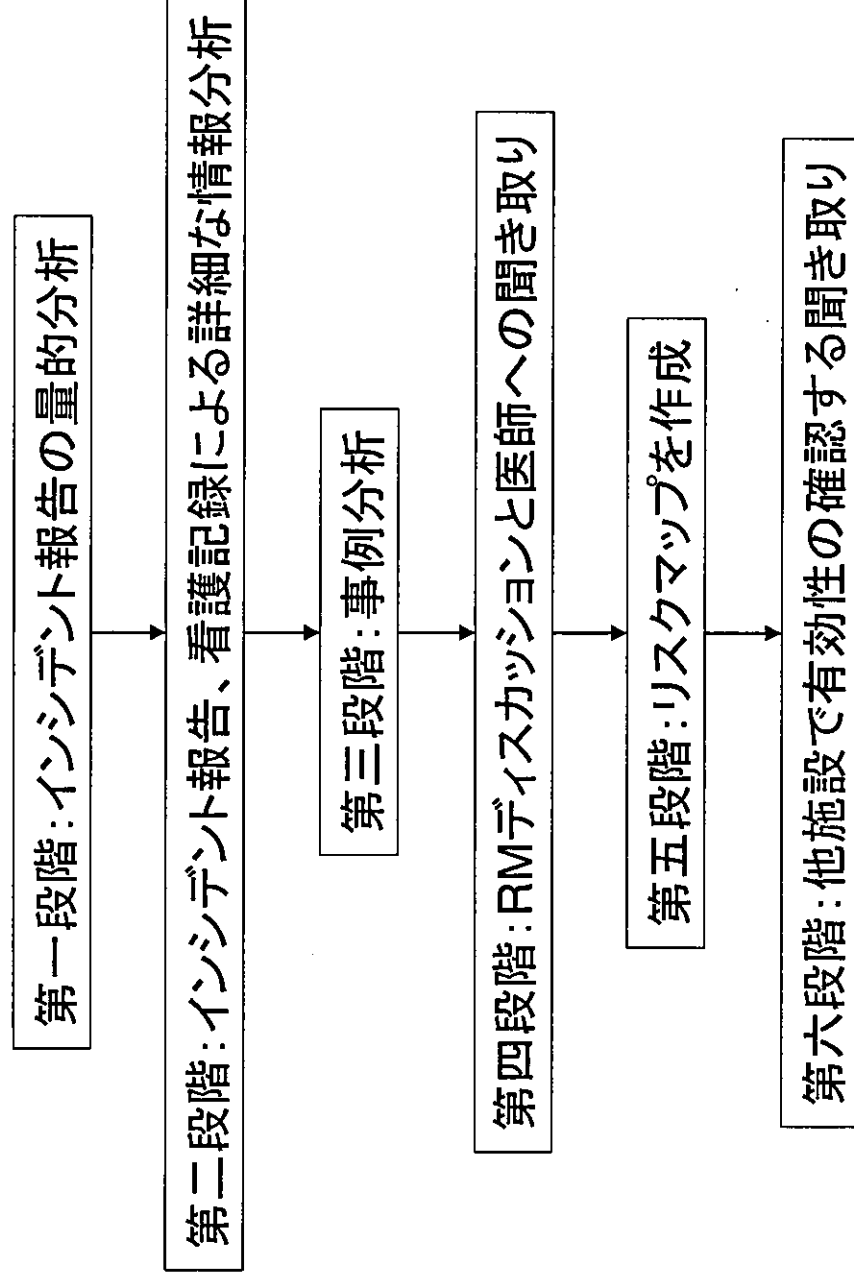 第一段階:インシデント報告の量的分析
第二段階:インシデント報告、看護記録による詳細な情報分析
第三段階:事例分析
第四段階:RMディスカッションと医師への聞き取り
第五段階:リスクマップを作成
第六段階:他施設で有効性の確認する聞き取り